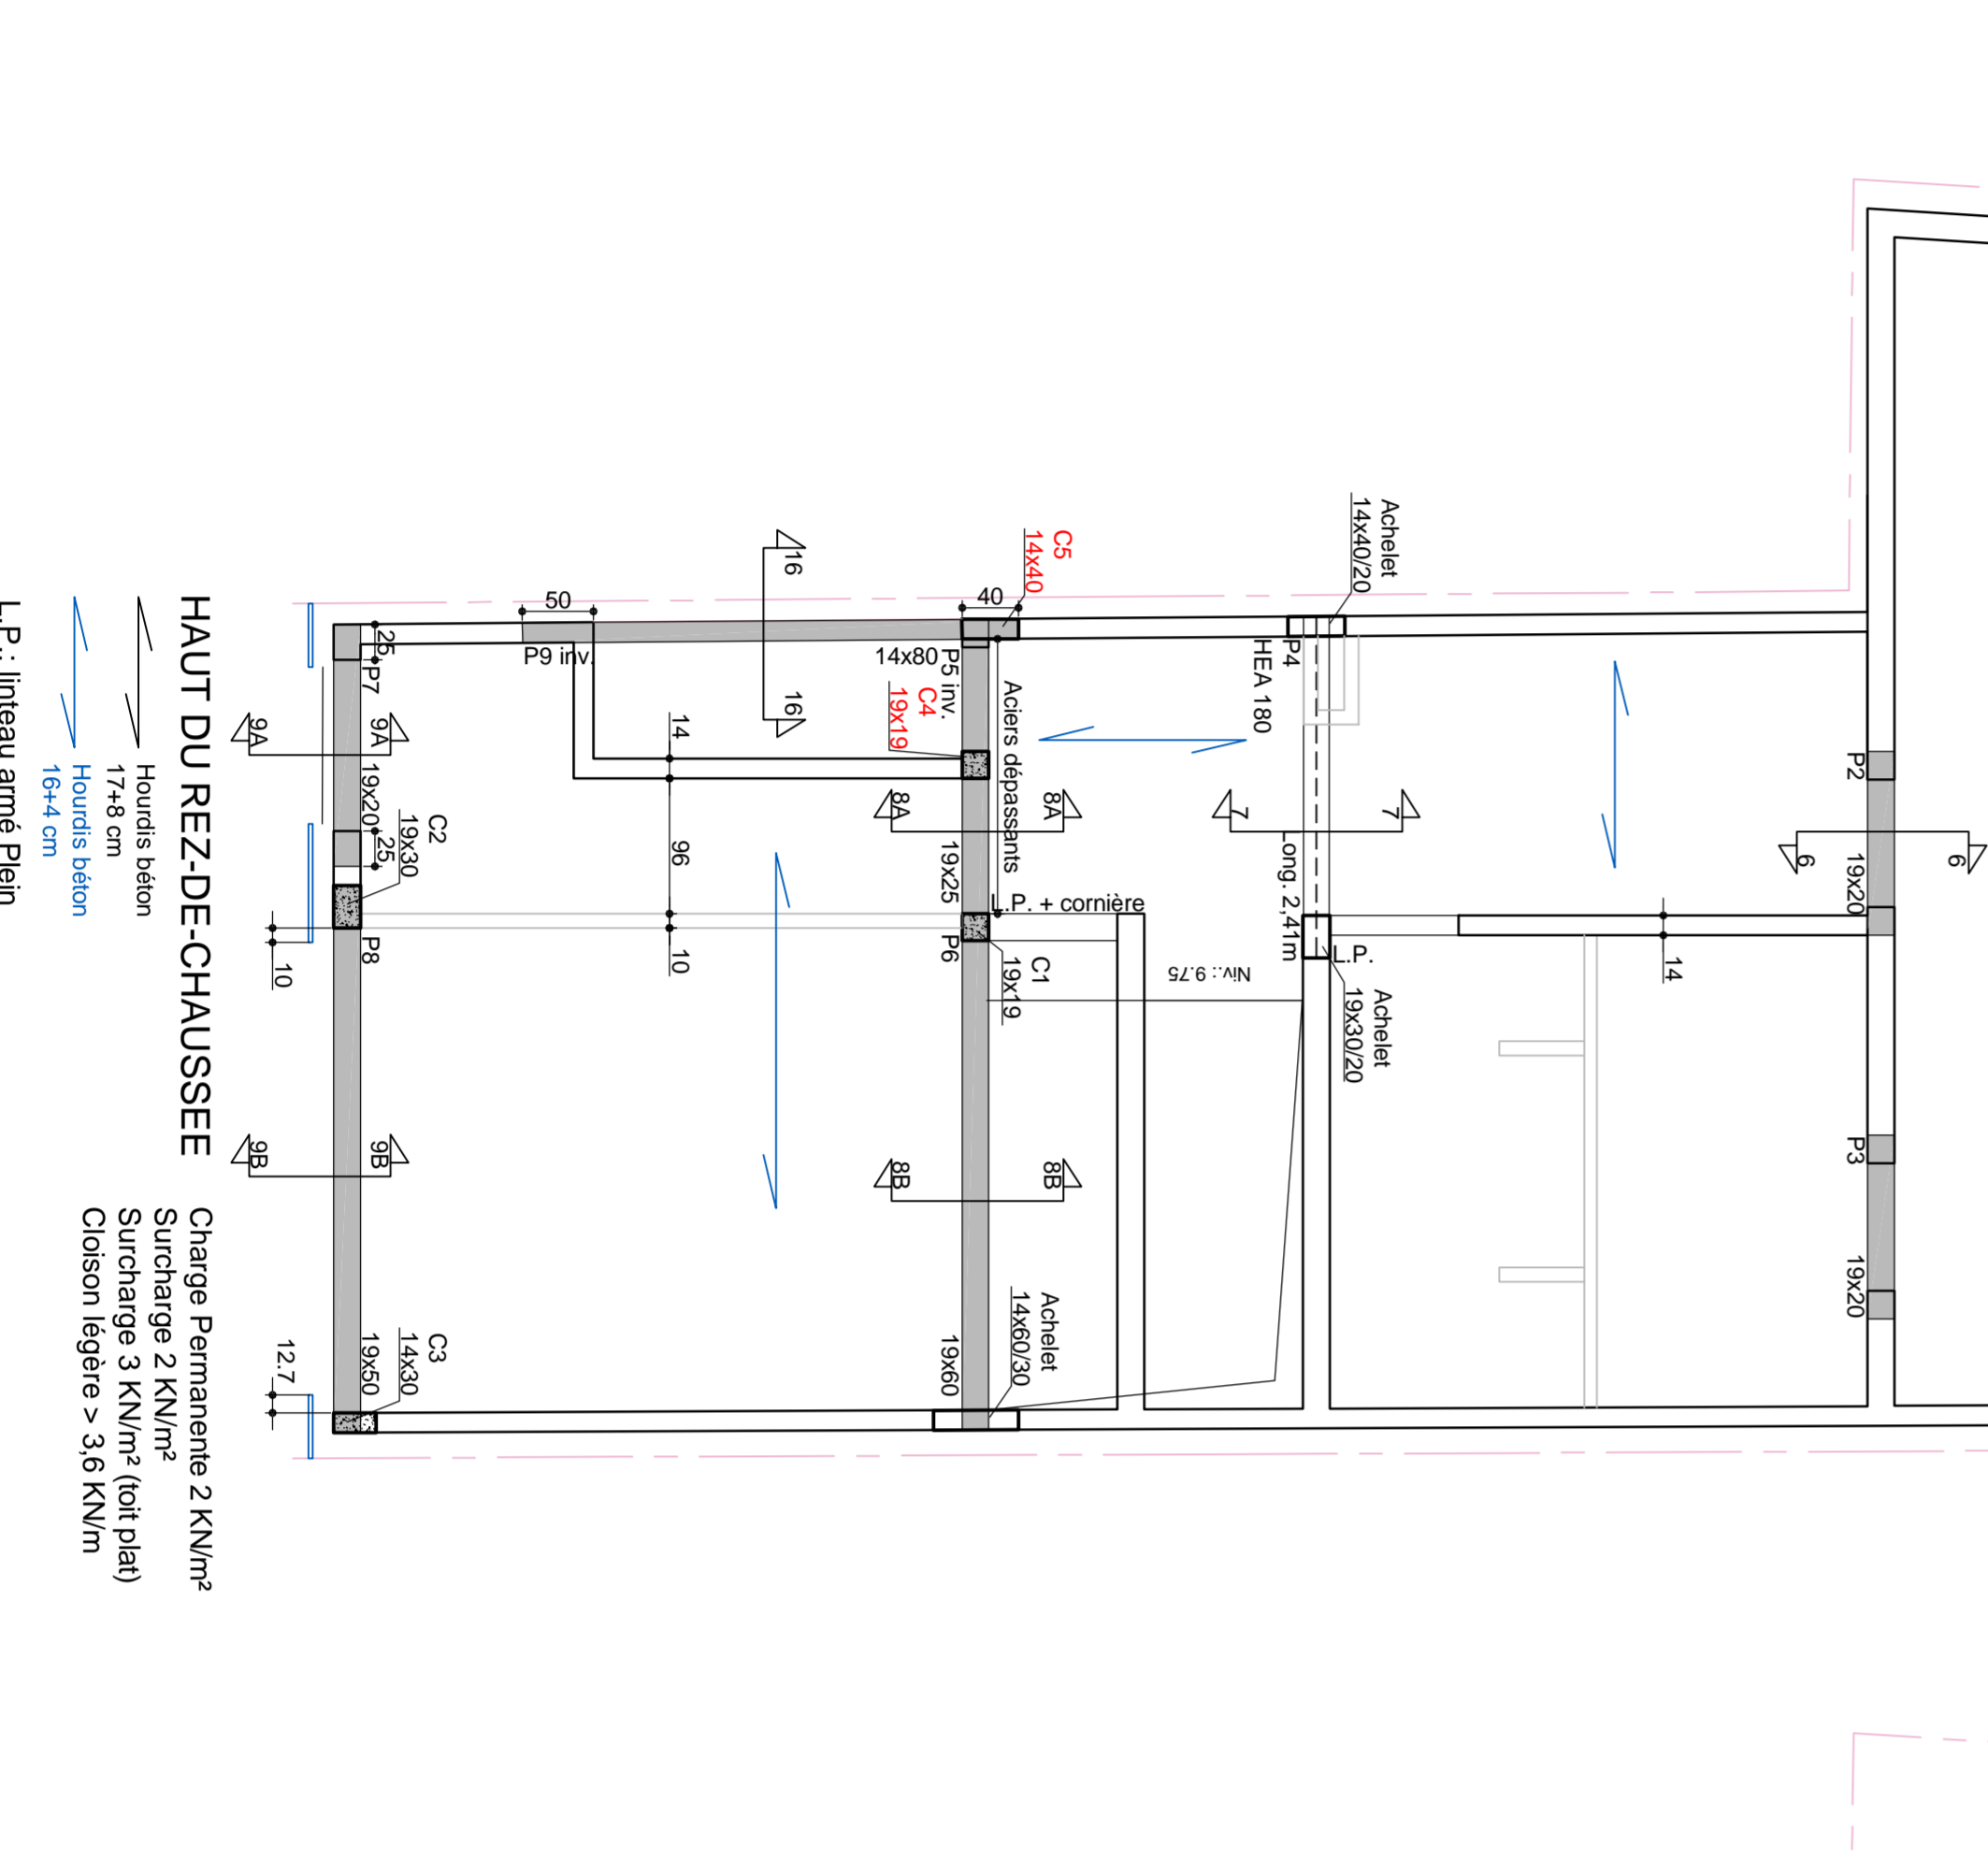 HAUT DU REZ-DE-CHAUSSEE
Hourdis béton
17+8 cm
Hourdis béton
16+4 cm
L.P.: linteau armé Plein
Charge Permanente 2 KN/m²
Surcharge 2 KN/m²
Surcharge 3 KN/m² (toit plat)
Cloison légère > 3,6 KN/m
P2
19x20
6
6
P3
19x20
14
Achelet
14x40/20
P4
HEA 180
Long. 2,41m
7
7
L.P.
Achelet
19x30/20
Niv.: 9.75
C5
14x40
40
Aciers dépassants
P5 inv.
14x80
C4
19x19
8A
8A
19x25
L.P. + cornière
P6
C1
19x19
8B
8B
Achelet
14x60/30
19x60
16
16
50
P9 inv.
14
96
10
25
P7
9A
9A
19x20
25
C2
19x30
P8
10
9B
9B
C3
14x30
19x50
12.7